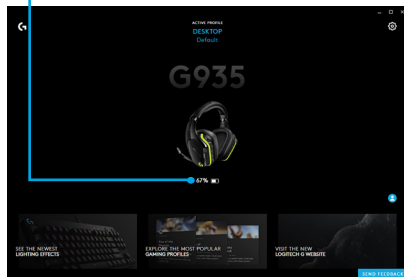 ACTIVE PROFILE
DESKTOP
Default
G935
67%
SEE THE NEWEST
LIGHTING EFFECTS
EXPLORE THE MOST POPULAR
GAMING PROFILES
VISIT THE NEW
LOGITECH G WEBSITE
SEND FEEDBACK